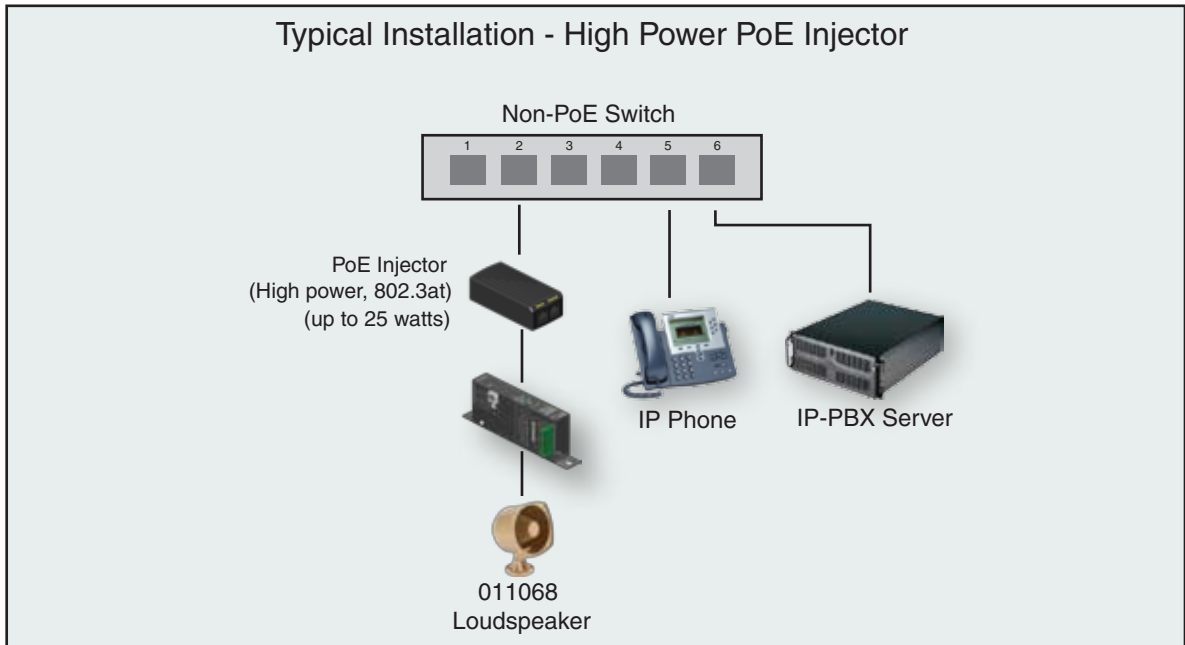 Typical Installation - High Power PoE Injector
Non-PoE Switch
1 2 3 4 5 6
PoE Injector
(High power, 802.3at)
(up to 25 watts)
IP Phone
IP-PBX Server
011068
Loudspeaker